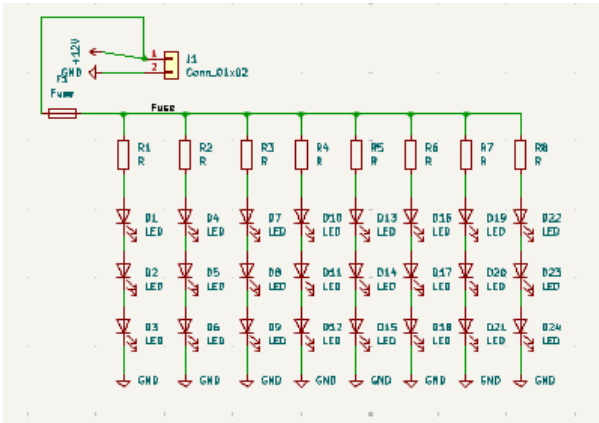 +12V
1
J1
2
Conn_01x02
GND
F1
Fuse
Fuse
R1 R2 R3 R4 R5 R6 R7 R8
R R R R R R R R
D1 D4 D7 D10 D13 D16 D19 D22
LED LED LED LED LED LED LED LED
D2 D5 D8 D11 D14 D17 D20 D23
LED LED LED LED LED LED LED LED
D3 D6 D9 D12 D15 D18 D21 D24
LED LED LED LED LED LED LED LED
GND GND GND GND GND GND GND GND